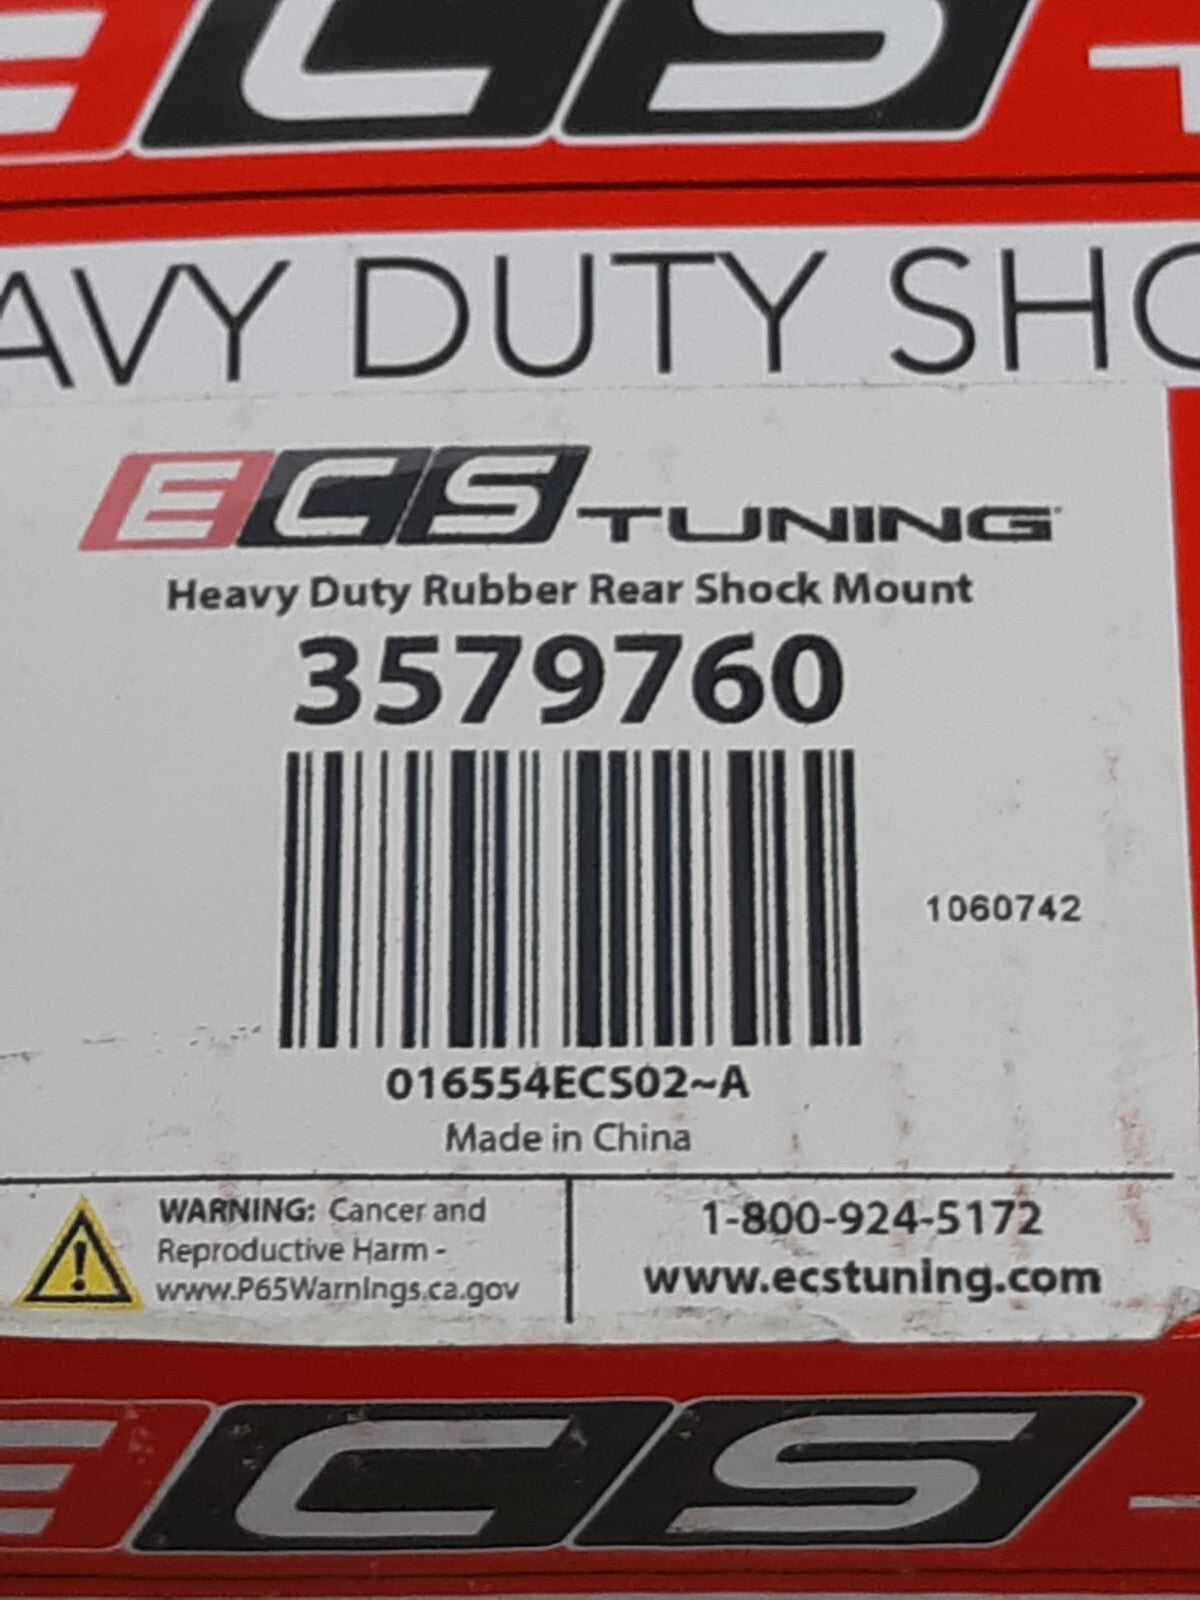 ECS T
AVY DUTY SHO
ECS TUNING
Heavy Duty Rubber Rear Shock Mount
3579760
1060742
016554ECS02~A
Made in China
WARNING: Cancer and
Reproductive Harm -
www.P65Warnings.ca.gov
1-800-924-5172
www.ecstuning.com
ECS